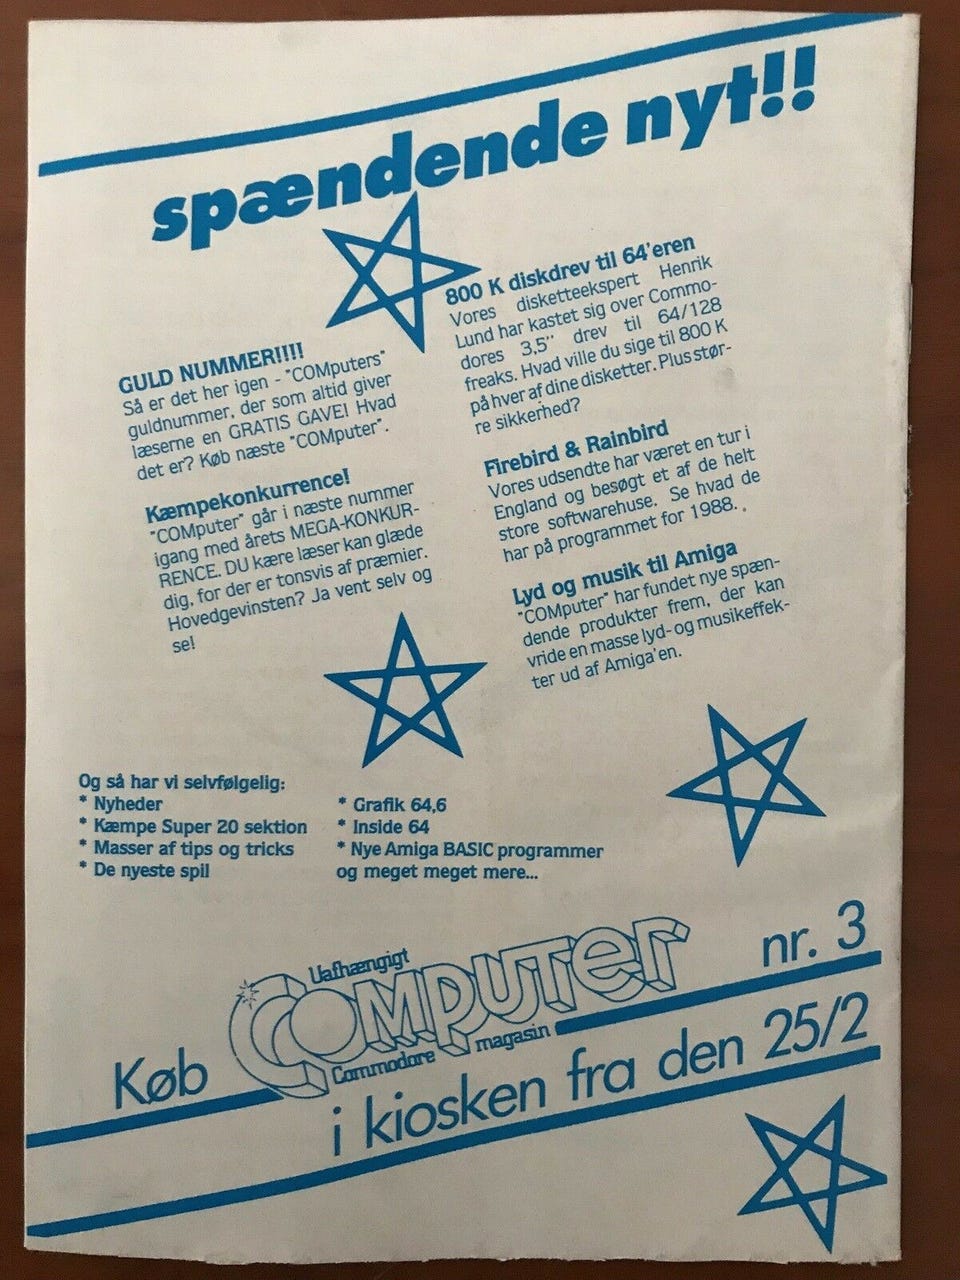 spændende nyt!!
GULD NUMMER!!!!
Så er det her igen - "COMputers"
guldnummer, der som altid giver
læserne en GRATIS GAVE! Hvad
det er? Køb næste "COMputer".
Kæmpekonkurrence!
"COMputer" går i næste nummer
igang med årets MEGA-KONKUR-
RENCE. DU kære læser kan glæde
dig, for der er tonsvis af præmier.
Hovedgevinsten? Ja vent selv og
se!
800 K diskdrev til 64'eren
Vores disketteekspert Henrik
Lund har kastet sig over Commo-
dores 3,5" drev til 64/128
freaks. Hvad ville du sige til 800 K
på hver af dine disketter. Plus stør-
re sikkerhed?
Firebird & Rainbird
Vores udsendte har været en tur i
England og besøgt et af de helt
store softwarehuse. Se hvad de
har på programmet for 1988.
Lyd og musik til Amiga
"COMputer" har fundet nye spæn-
dende produkter frem, der kan
vride en masse lyd- og musikeffek-
ter ud af Amiga'en.
Og så har vi selvfølgelig:
* Nyheder
* Kæmpe Super 20 sektion
* Masser af tips og tricks
* De nyeste spil
* Grafik 64,6
* Inside 64
* Nye Amiga BASIC programmer
og meget meget mere...
Uafhængigt
Køb COMPUTer nr. 3
Commodore magasin
i kiosken fra den 25/2